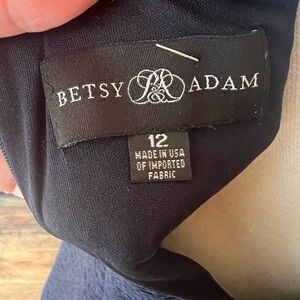 BETSY ADAM
12
MADE IN USA
OF IMPORTED
FABRIC